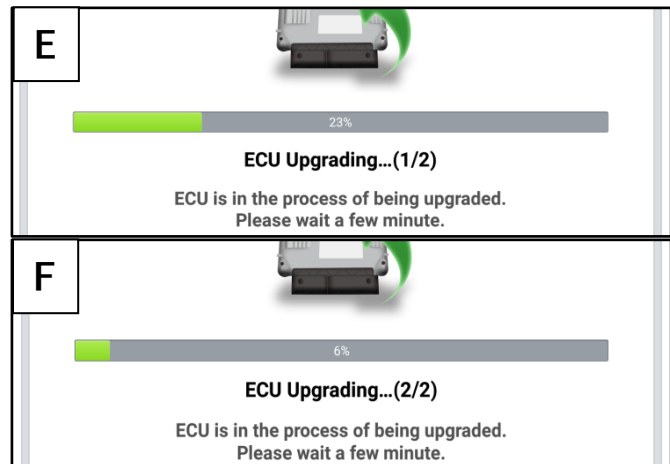 E
23%
ECU Upgrading...(1/2)
ECU is in the process of being upgraded.
Please wait a few minute.
F
6%
ECU Upgrading...(2/2)
ECU is in the process of being upgraded.
Please wait a few minute.